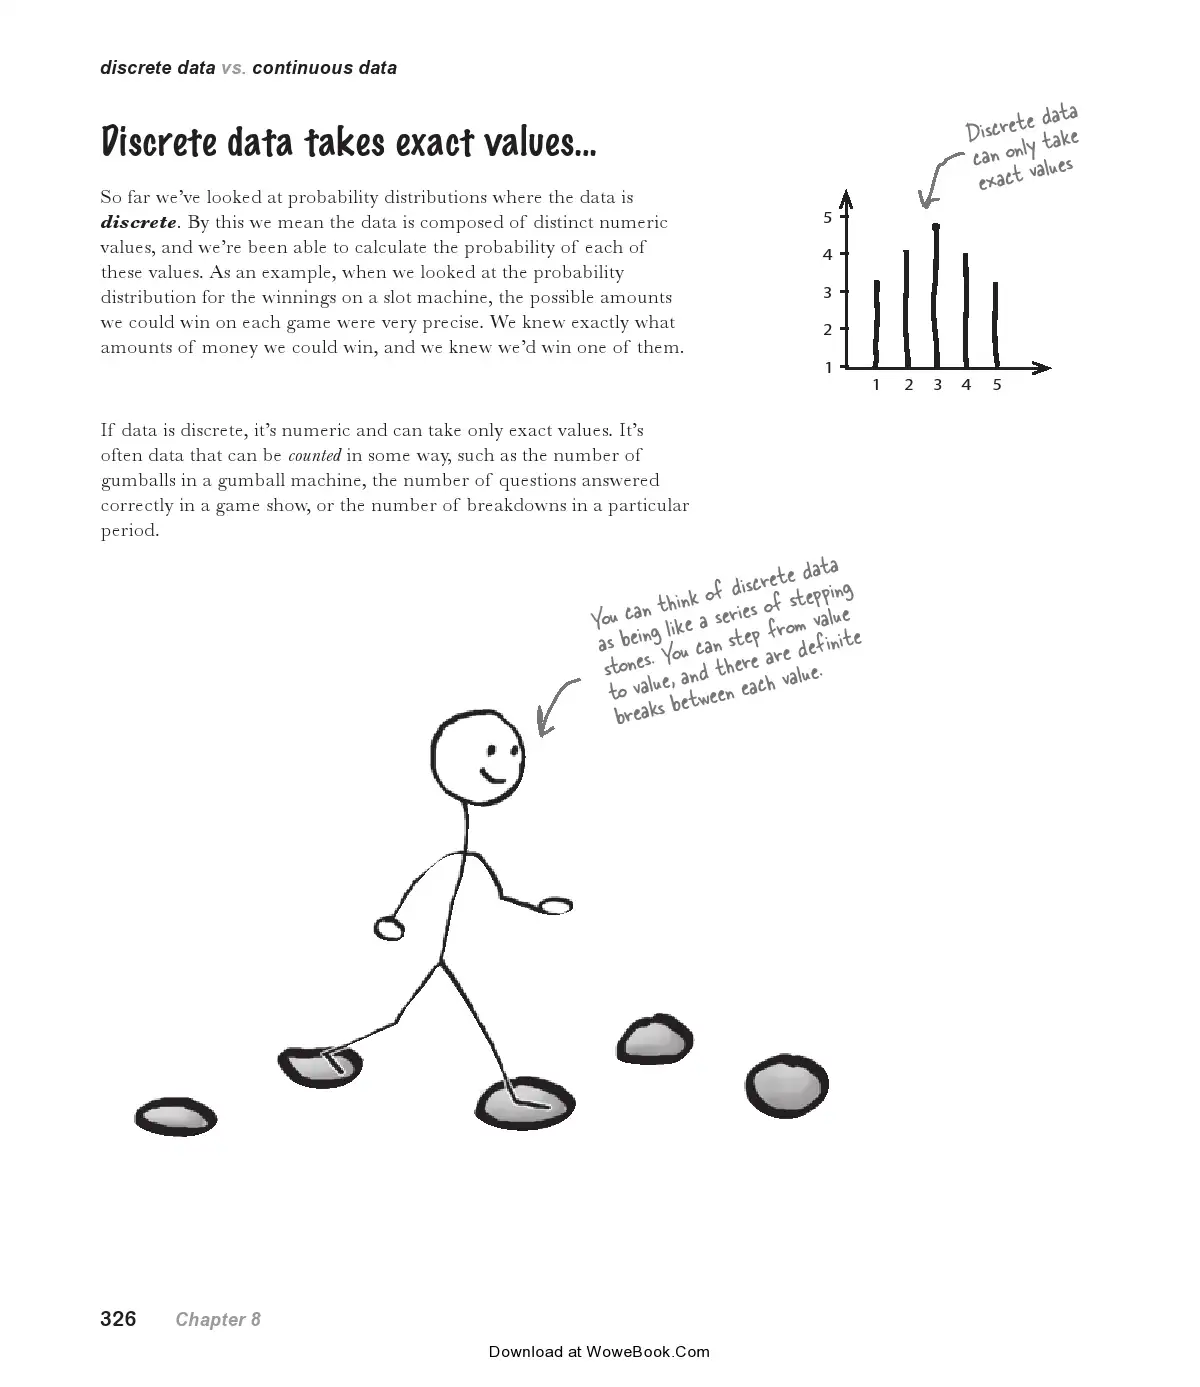 discrete data vs. continuous data
Discrete data takes exact values...
So far we’ve looked at probability distributions where the data is
discrete. By this we mean the data is composed of distinct numeric
values, and we’re been able to calculate the probability of each of
these values. As an example, when we looked at the probability
distribution for the winnings on a slot machine, the possible amounts
we could win on each game were very precise. We knew exactly what
amounts of money we could win, and we knew we’d win one of them.
Discrete data
can only take
exact values
5
4
3
2
1
1 2 3 4 5
If data is discrete, it’s numeric and can take only exact values. It’s
often data that can be counted in some way, such as the number of
gumballs in a gumball machine, the number of questions answered
correctly in a game show, or the number of breakdowns in a particular
period.
You can think of discrete data
as being like a series of stepping
stones. You can step from value
to value, and there are definite
breaks between each value.
326 Chapter 8
Download at WoweBook.Com